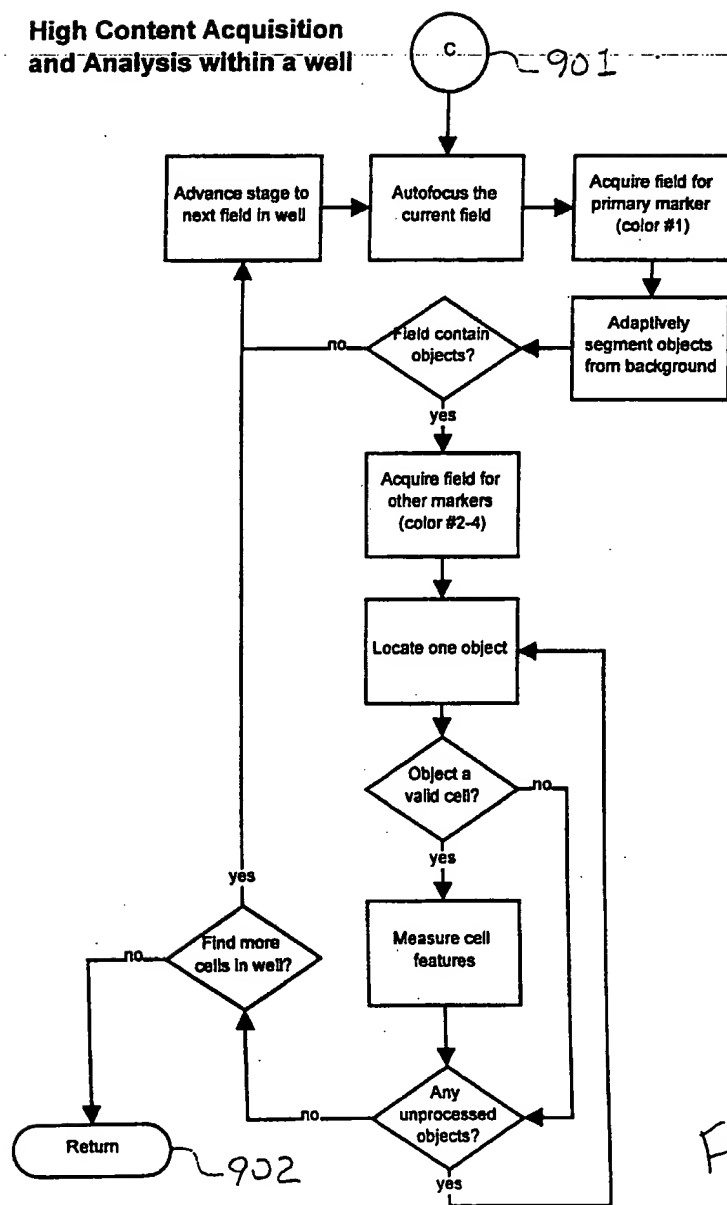 High Content Acquisition
and Analysis within a well
C
901
Advance stage to
next field in well
Autofocus the
current field
Acquire field for
primary marker
(color #1)
Adaptively
segment objects
from background
Field contain
objects?
no
yes
Acquire field for
other markers
(color #2-4)
Locate one object
Object a
valid cell?
no
yes
Measure cell
features
Any
unprocessed
objects?
no
yes
Find more
cells in well?
yes
no
Return
902
F